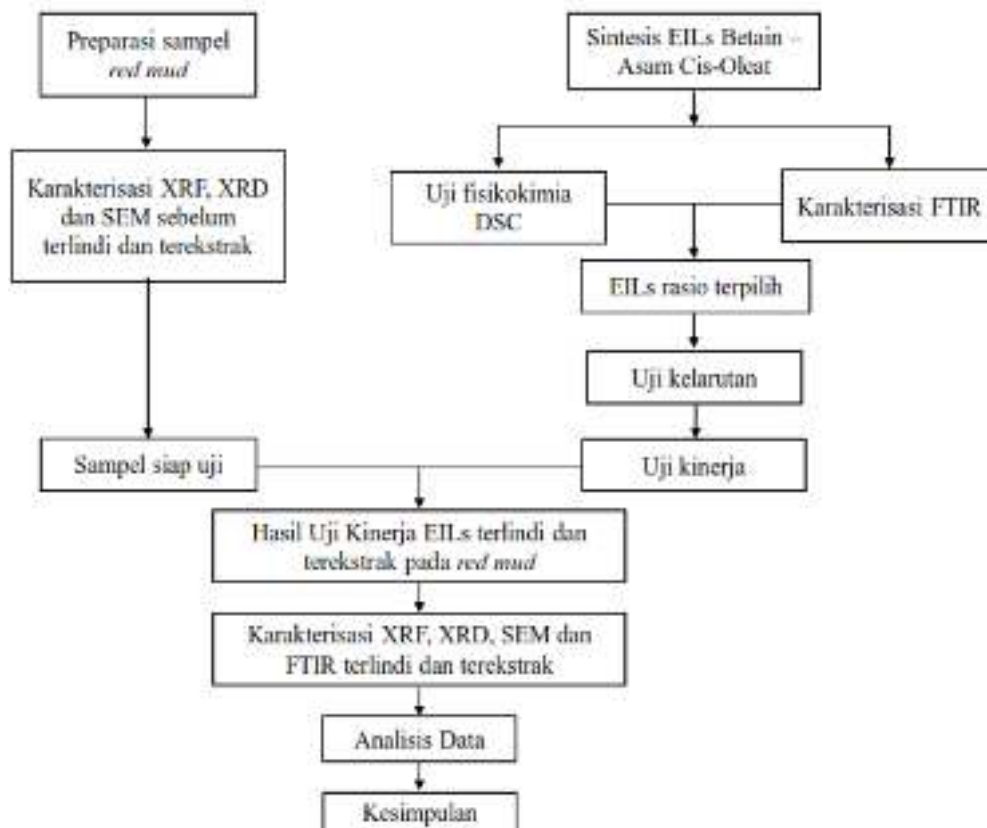 Preparasi sampel
red mud
Sintesis EILs Betain –
Asam Cis-Oleat
Karakterisasi XRF, XRD
dan SEM sebelum
terlindi dan terekstrak
Uji fisikokimia
DSC
Karakterisasi FTIR
EILs rasio terpilih
Uji kelarutan
Sampel siap uji
Uji kinerja
Hasil Uji Kinerja EILs terlindi dan
terekstrak pada red mud
Karakterisasi XRF, XRD, SEM dan
FTIR terlindi dan terekstrak
Analisis Data
Kesimpulan